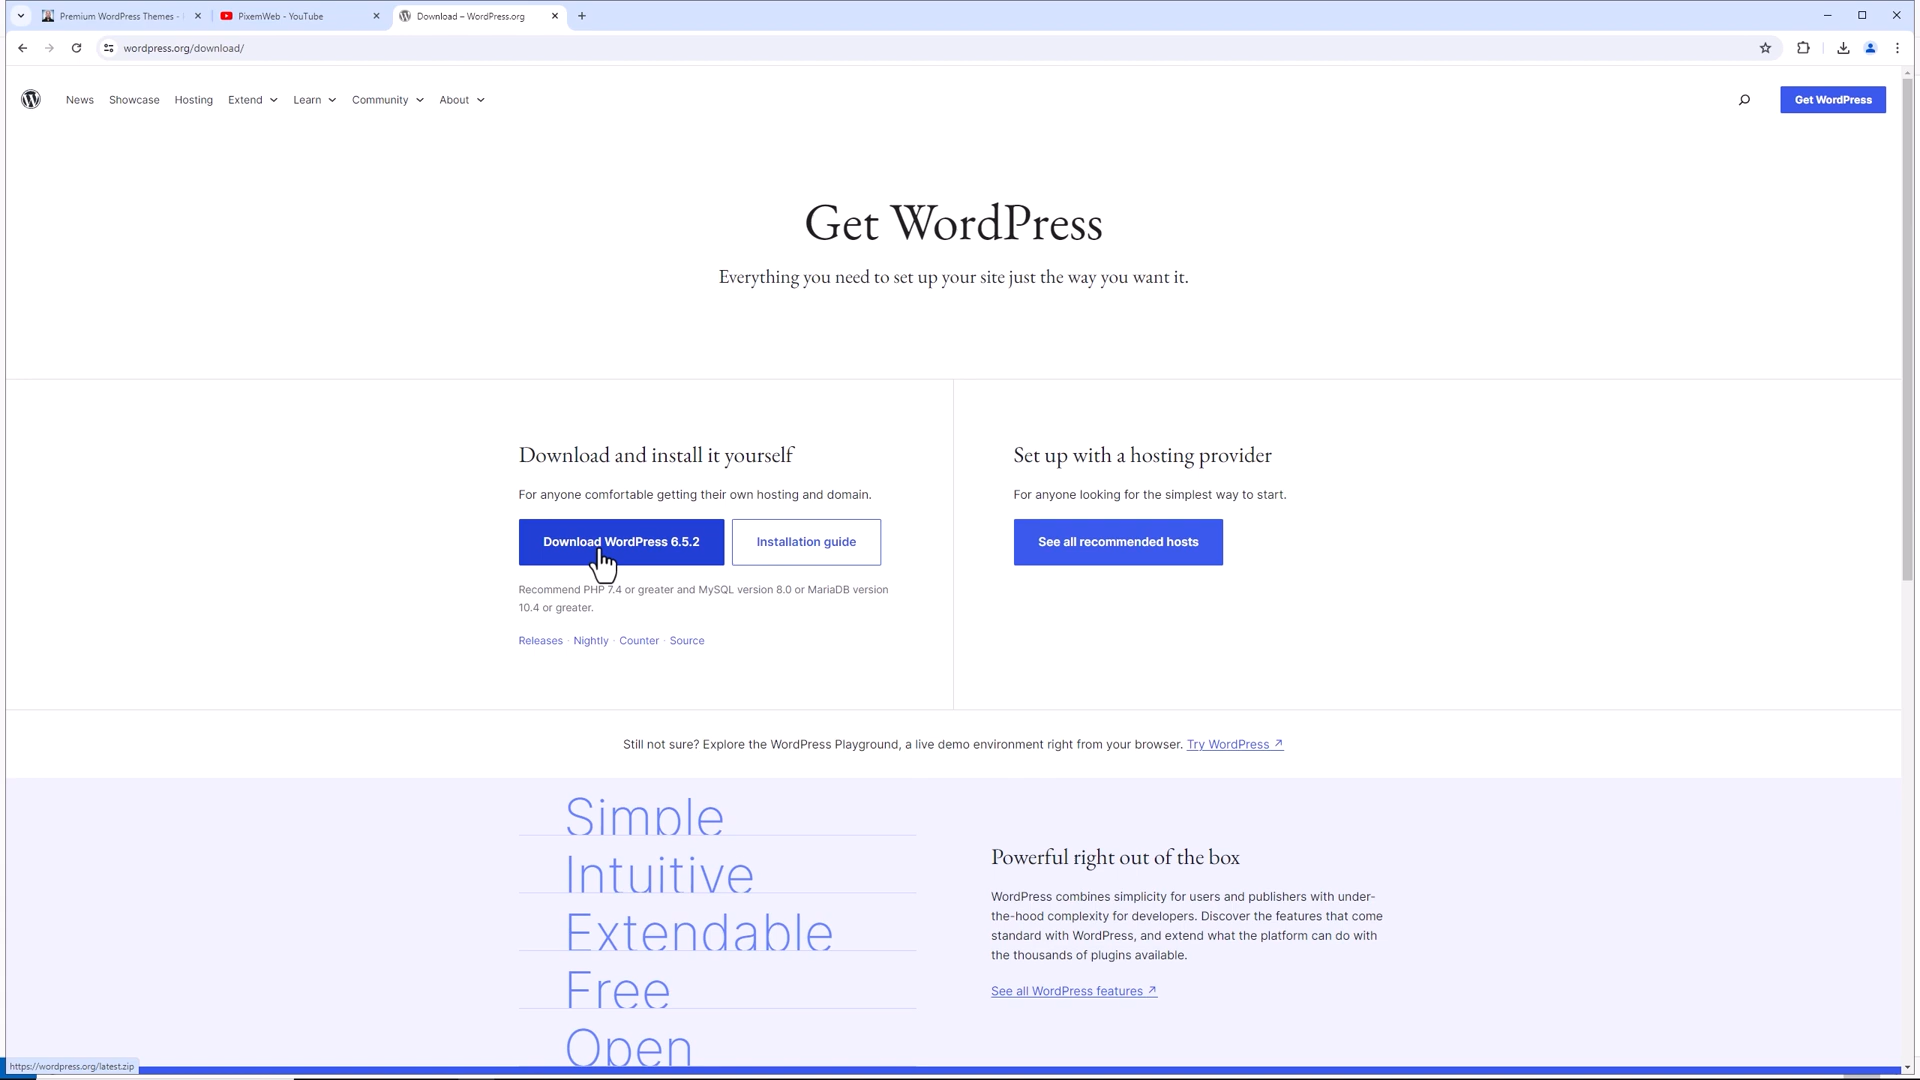 Premium WordPress Themes -
PixemWeb - YouTube
Download – WordPress.org
wordpress.org/download/
News Showcase Hosting Extend Learn Community About
Get WordPress
Get WordPress
Everything you need to set up your site just the way you want it.
Download and install it yourself
For anyone comfortable getting their own hosting and domain.
Download WordPress 6.5.2
Installation guide
Recommend PHP 7.4 or greater and MySQL version 8.0 or MariaDB version
10.4 or greater.
Releases · Nightly · Counter · Source
Set up with a hosting provider
For anyone looking for the simplest way to start.
See all recommended hosts
Still not sure? Explore the WordPress Playground, a live demo environment right from your browser. Try WordPress ↗
Simple
Intuitive
Extendable
Free
Open
Powerful right out of the box
WordPress combines simplicity for users and publishers with under-
the-hood complexity for developers. Discover the features that come
standard with WordPress, and extend what the platform can do with
the thousands of plugins available.
See all WordPress features ↗
https://wordpress.org/latest.zip